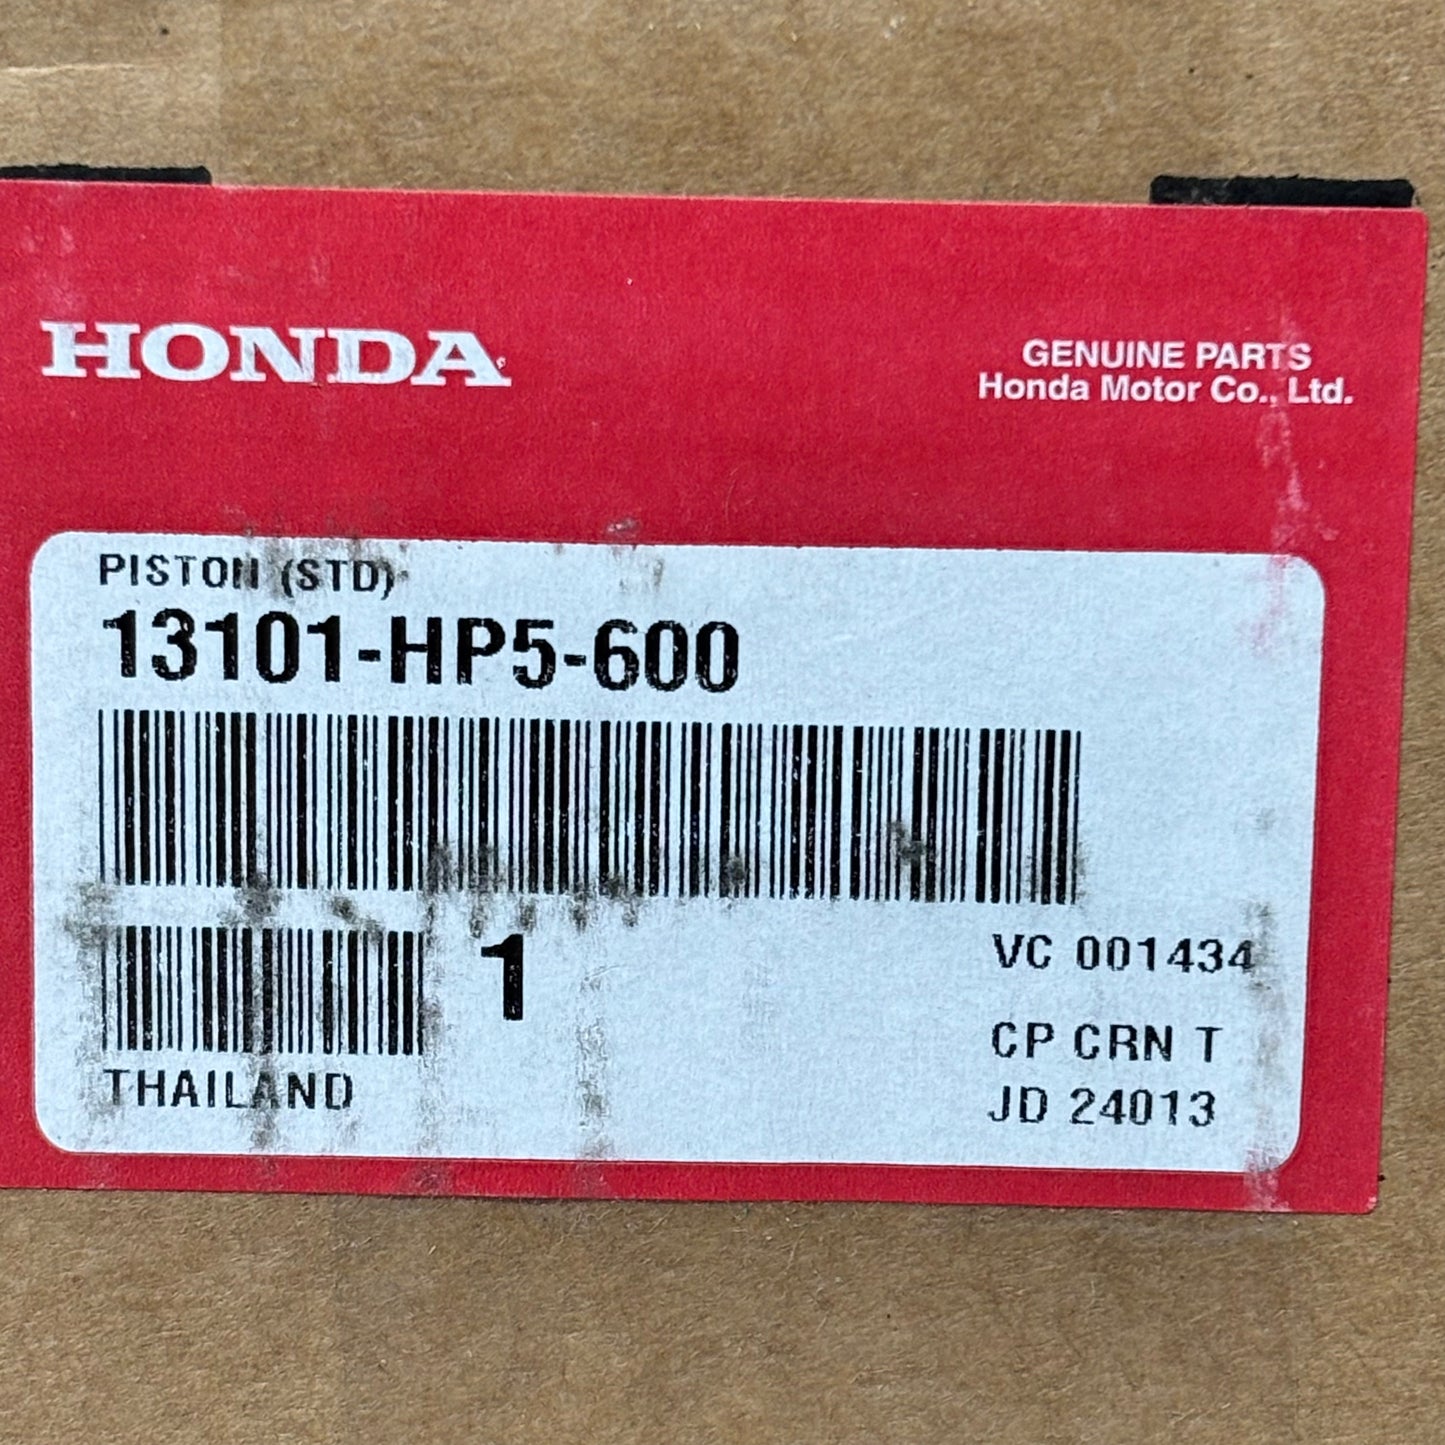 HONDA
GENUINE PARTS
Honda Motor Co., Ltd.
PISTON (STD)
13101-HP5-600
1
VC 001434
CP CRN T
THAILAND
JD 24013